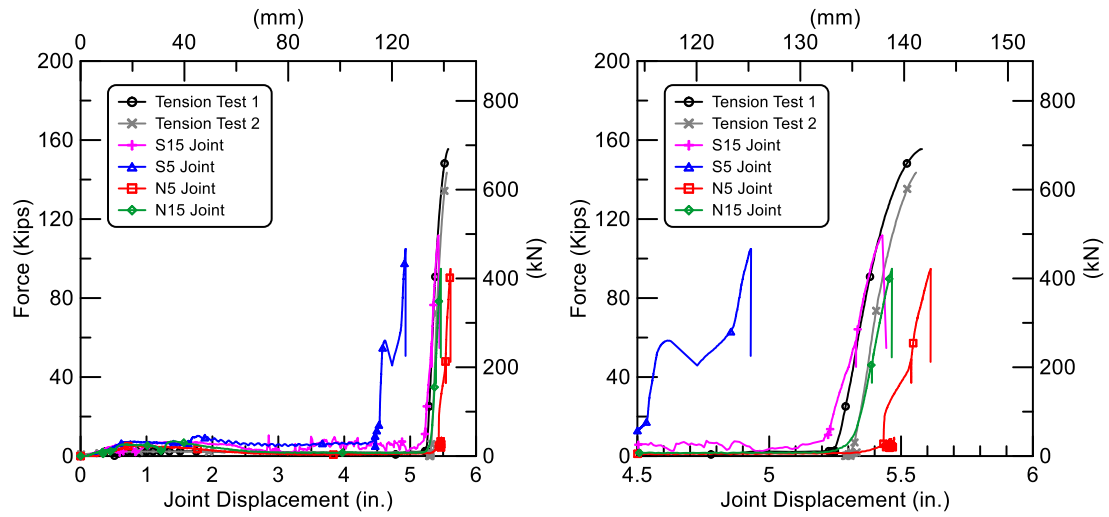 (mm)
0 40 80 120
200
160
120
80
40
0
Force (Kips)
Tension Test 1
Tension Test 2
S15 Joint
S5 Joint
N5 Joint
N15 Joint
800
600
400
200
0
(kN)
0 1 2 3 4 5 6
Joint Displacement (in.)
(mm)
120 130 140 150
200
160
120
80
40
0
Force (Kips)
Tension Test 1
Tension Test 2
S15 Joint
S5 Joint
N5 Joint
N15 Joint
800
600
400
200
0
(kN)
4.5 5 5.5 6
Joint Displacement (in.)